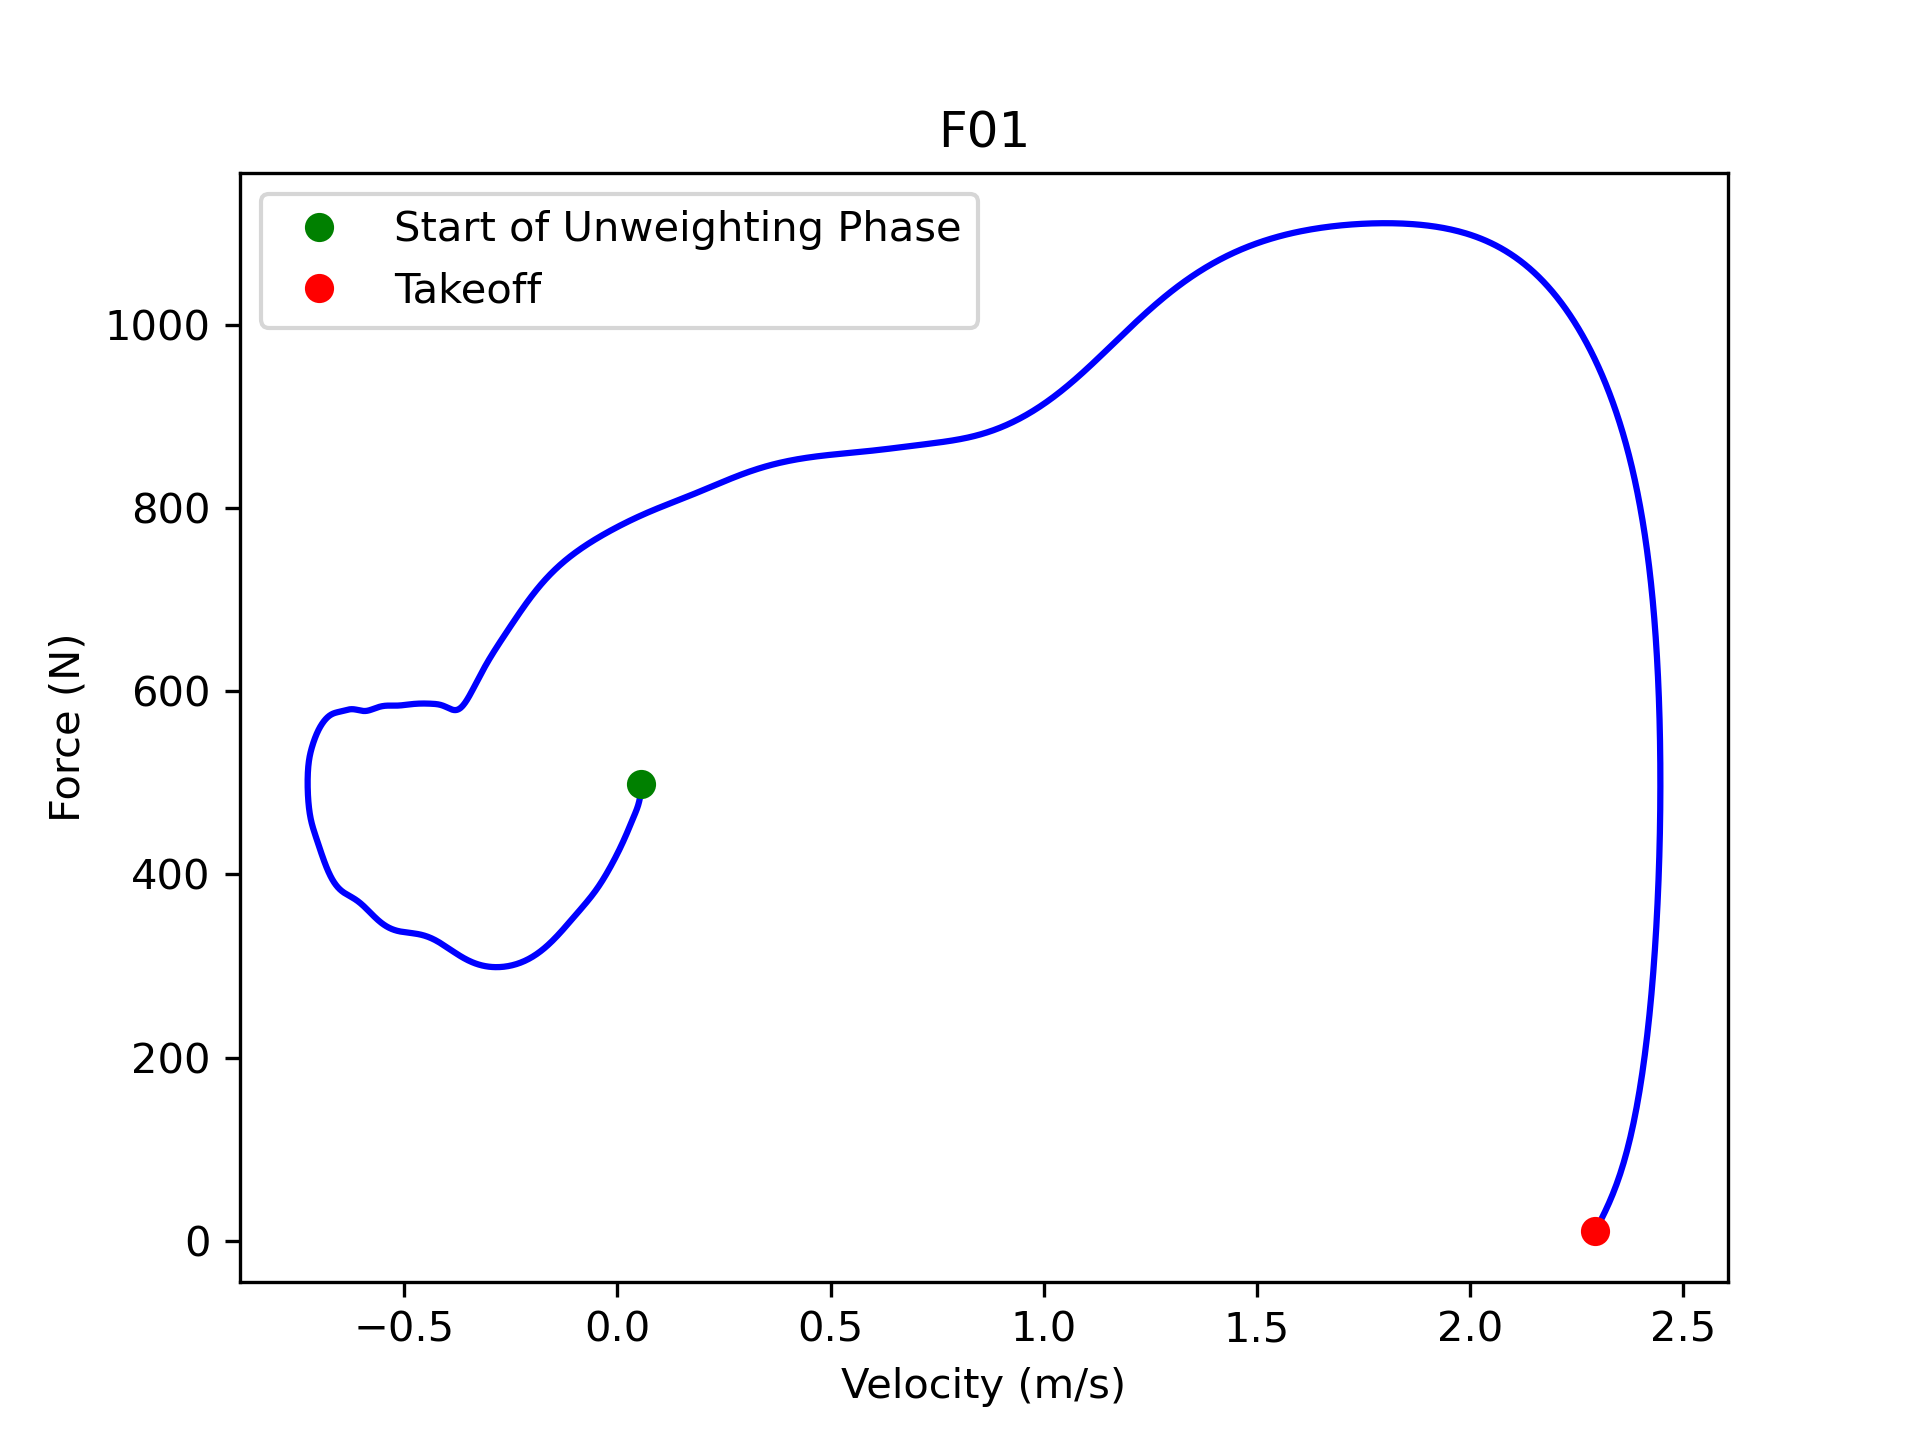 F01
Start of Unweighting Phase
Takeoff
Force (N)
1000
800
600
400
200
0
−0.5 0.0 0.5 1.0 1.5 2.0 2.5
Velocity (m/s)